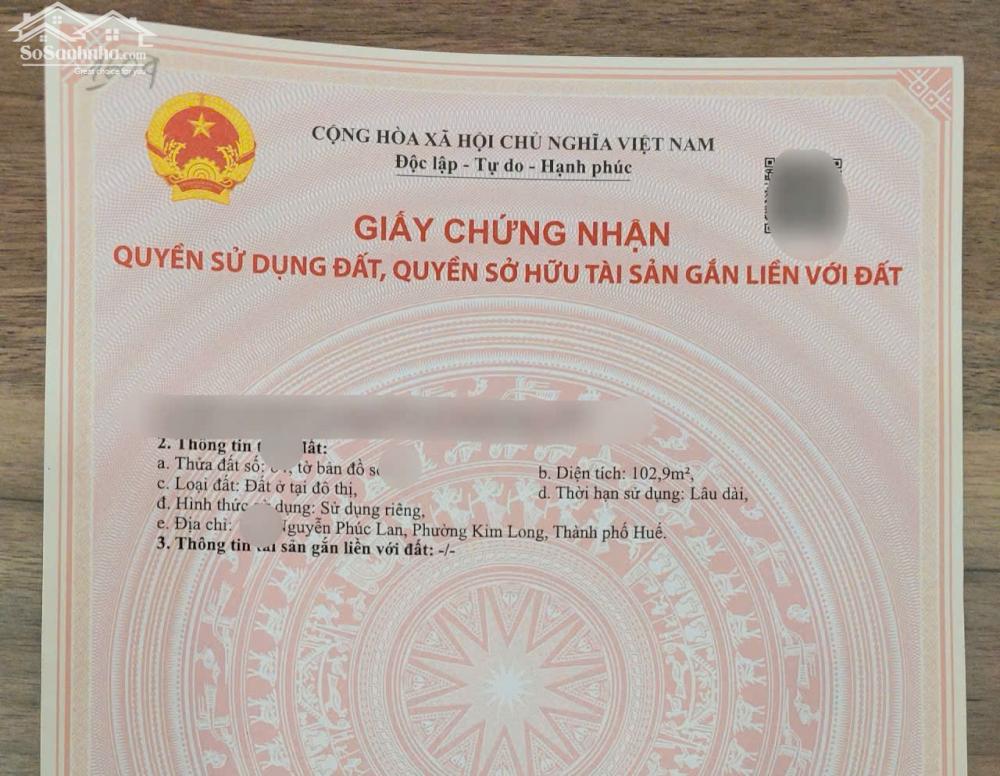 SoSanhnha.com
Great choice for you
CỘNG HÒA XÃ HỘI CHỦ NGHĨA VIỆT NAM
Độc lập - Tự do - Hạnh phúc
GIẤY CHỨNG NHẬN
QUYỀN SỬ DỤNG ĐẤT, QUYỀN SỞ HỮU TÀI SẢN GẮN LIỀN VỚI ĐẤT
2. Thông tin
a. Thửa đất số: , tờ bản đồ b. Diện tích: 102,9m²,
c. Loại đất: Đất ở tại đô thị, d. Thời hạn sử dụng: Lâu dài,
đ. Hình thức dụng: Sử dụng riêng,
e. Địa chỉ: Nguyễn Phúc Lan, Phường Kim Long, Thành phố Huế.
3. Thông tin sản gắn liền với đất: -/-